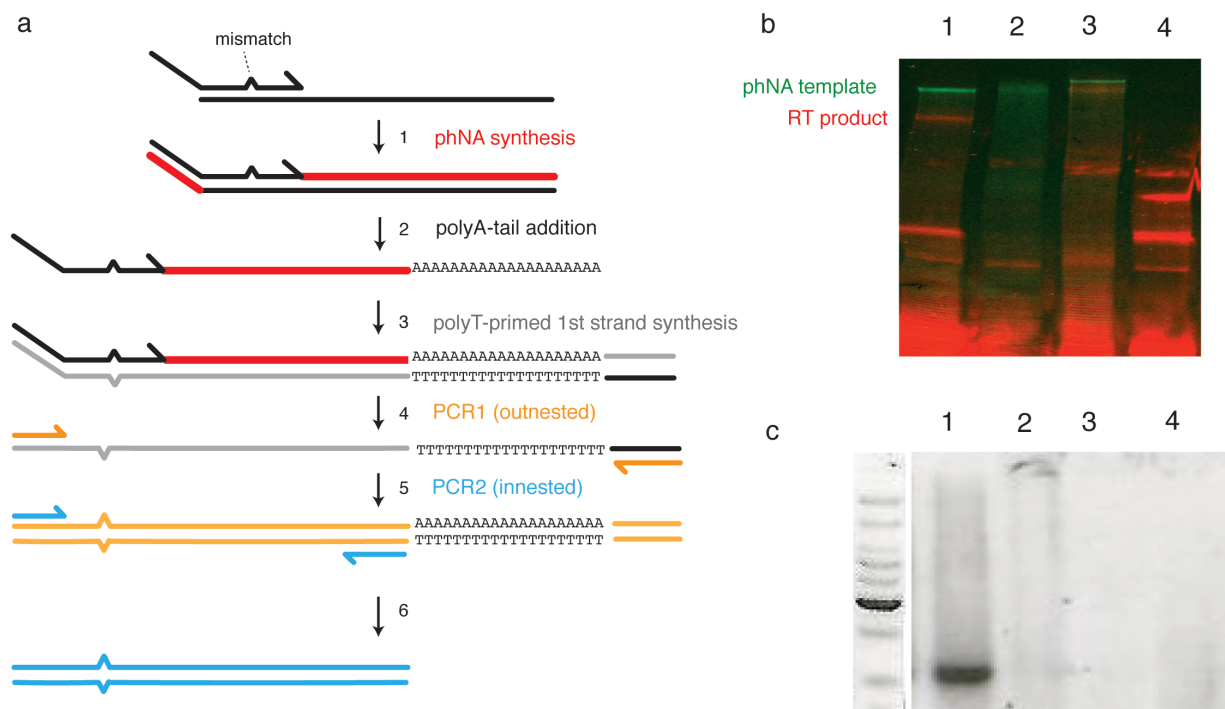 a
mismatch
1 phNA synthesis
2 polyA-tail addition
AAAAAAAAAAAAAAAAAAAA
3 polyT-primed 1st strand synthesis
AAAAAAAAAAAAAAAAAAAA
TTTTTTTTTTTTTTTTTTTT
4 PCR1 (outnested)
TTTTTTTTTTTTTTTTTTTT
5 PCR2 (innested)
AAAAAAAAAAAAAAAAAAAA
TTTTTTTTTTTTTTTTTTTT
6
b
1 2 3 4
phNA template
RT product
c
1 2 3 4